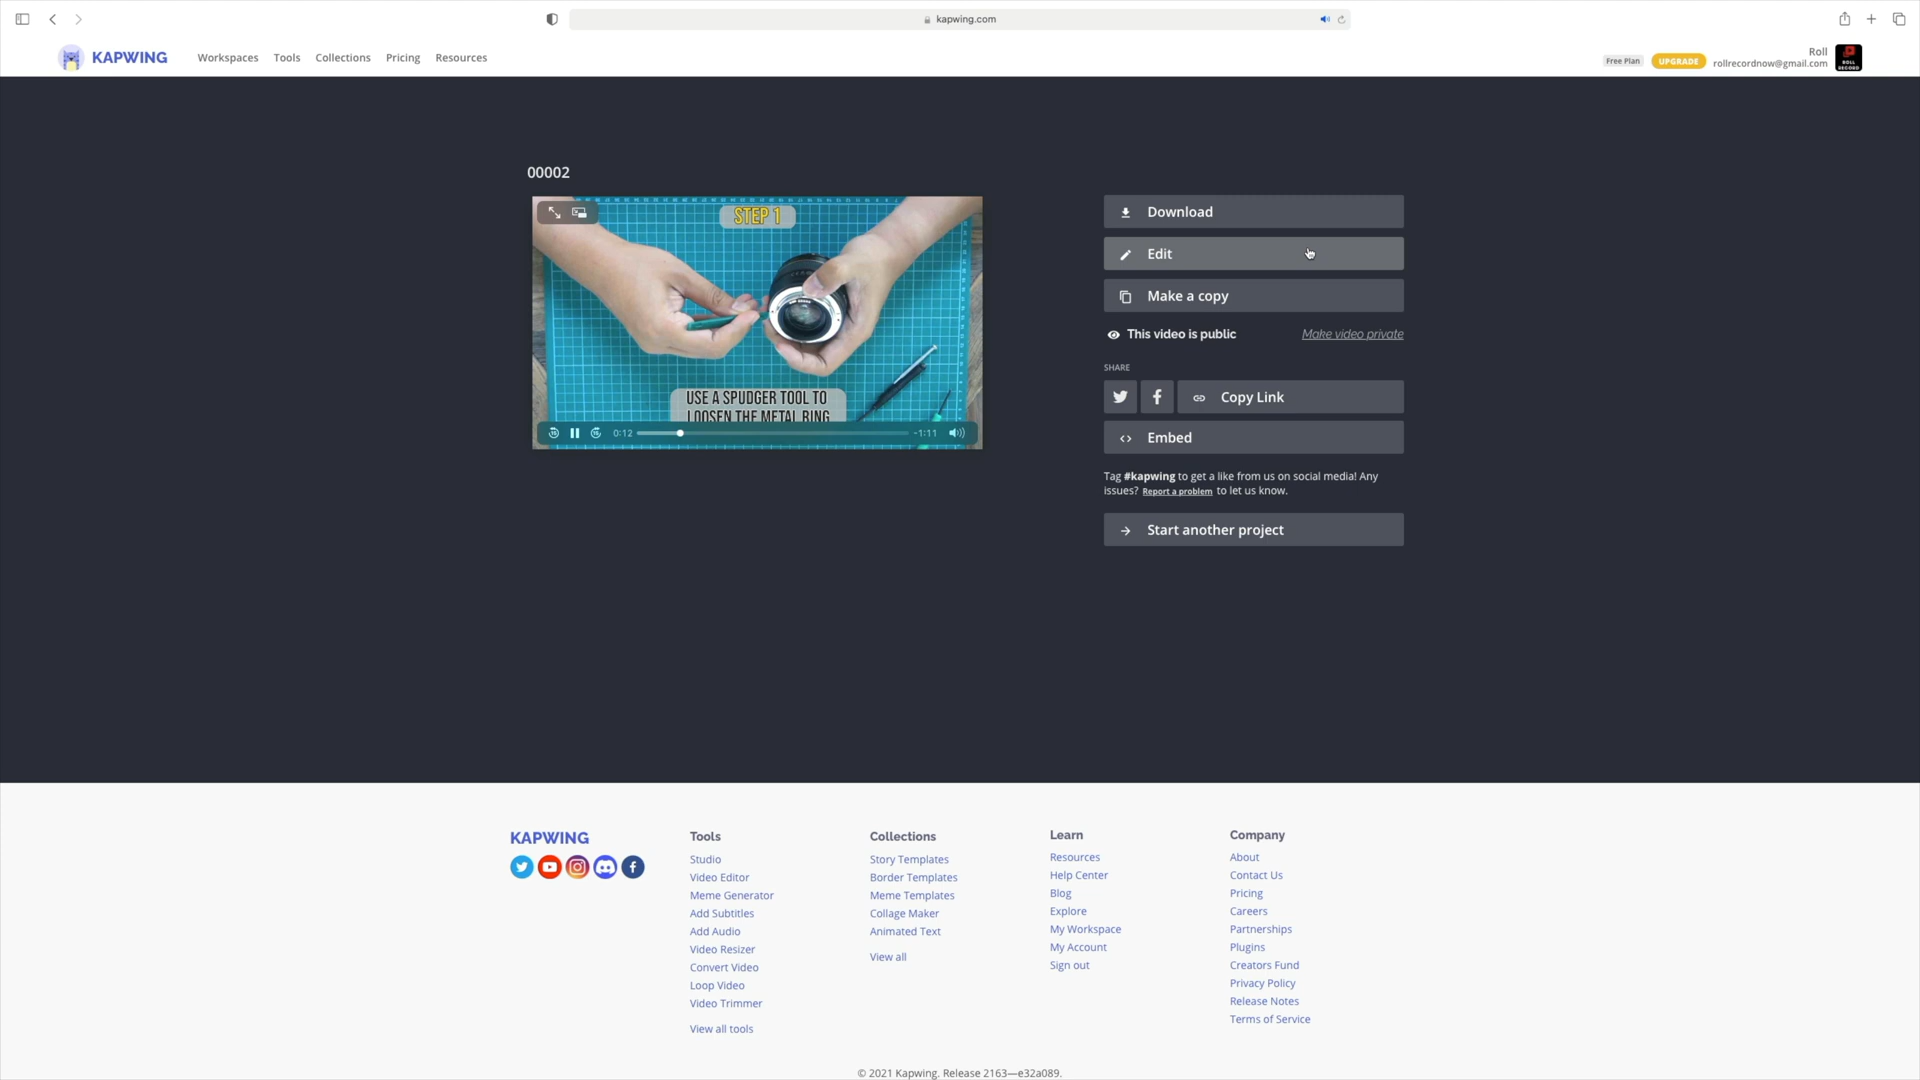 kapwing.com
KAPWING
Workspaces
Tools
Collections
Pricing
Resources
Free Plan
UPGRADE
Roll
rollrecordnow@gmail.com
ROLL
RECORD
00002
STEP 1
USE A SPUDGER TOOL TO
LOOSEN THE METAL RING
0:12
-1:11
Download
Edit
Make a copy
This video is public
Make video private
SHARE
Copy Link
Embed
Tag #kapwing to get a like from us on social media! Any
issues? Report a problem to let us know.
Start another project
KAPWING
Tools
Studio
Video Editor
Meme Generator
Add Subtitles
Add Audio
Video Resizer
Convert Video
Loop Video
Video Trimmer
View all tools
Collections
Story Templates
Border Templates
Meme Templates
Collage Maker
Animated Text
View all
Learn
Resources
Help Center
Blog
Explore
My Workspace
My Account
Sign out
Company
About
Contact Us
Pricing
Careers
Partnerships
Plugins
Creators Fund
Privacy Policy
Release Notes
Terms of Service
© 2021 Kapwing. Release 2163—e32a089.